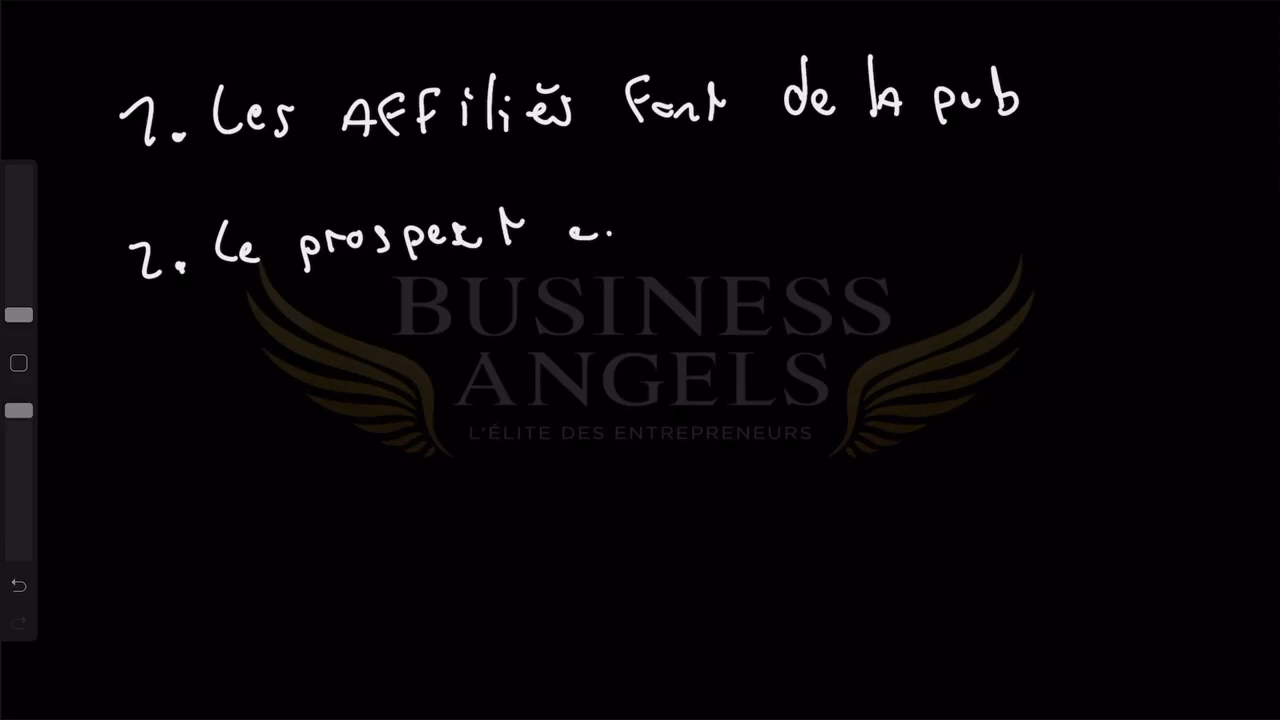 1. Les AFFiliés Font de lA pub
2. Le prospect
BUSINESS
ANGELS
L'ÉLITE DES ENTREPRENEURS